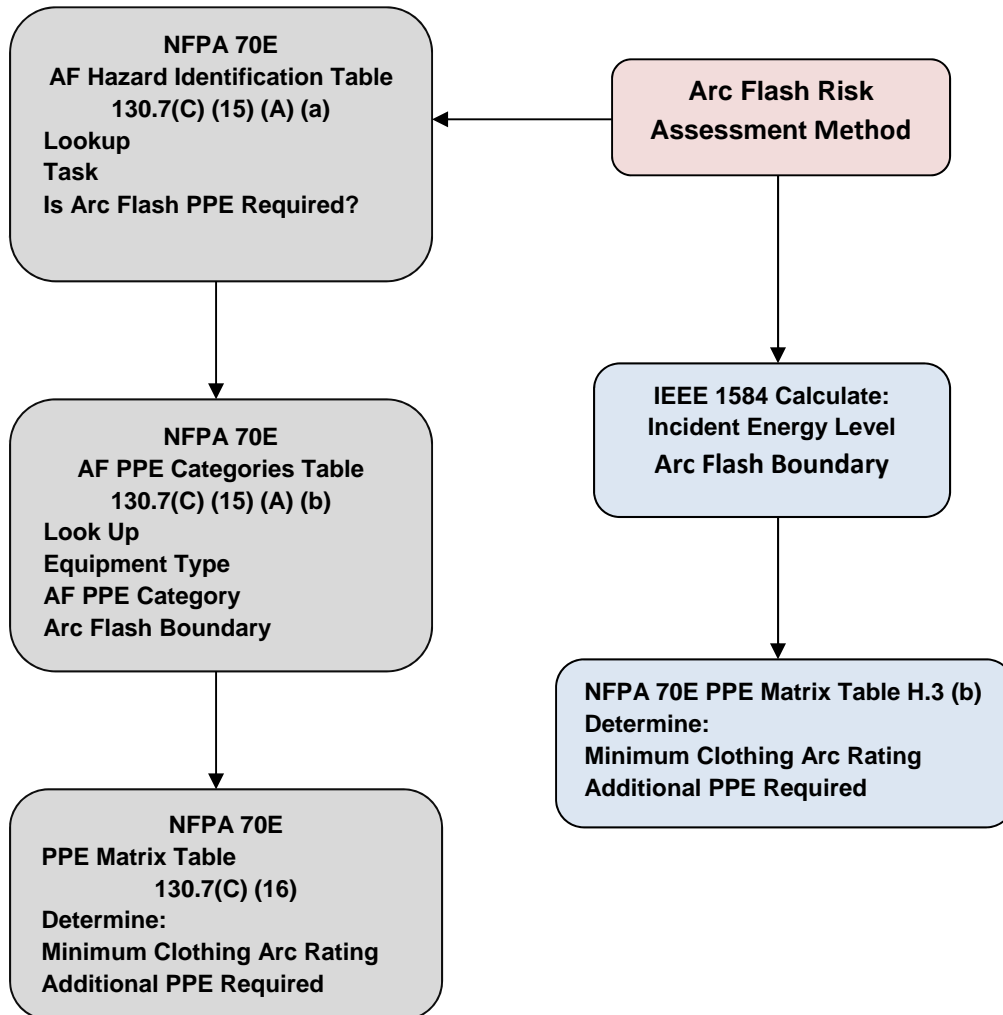 Arc Flash Risk
Assessment Method
NFPA 70E
AF Hazard Identification Table
130.7(C) (15) (A) (a)
Lookup
Task
Is Arc Flash PPE Required?
NFPA 70E
AF PPE Categories Table
130.7(C) (15) (A) (b)
Look Up
Equipment Type
AF PPE Category
Arc Flash Boundary
NFPA 70E
PPE Matrix Table
130.7(C) (16)
Determine:
Minimum Clothing Arc Rating
Additional PPE Required
IEEE 1584 Calculate:
Incident Energy Level
Arc Flash Boundary
NFPA 70E PPE Matrix Table H.3 (b)
Determine:
Minimum Clothing Arc Rating
Additional PPE Required